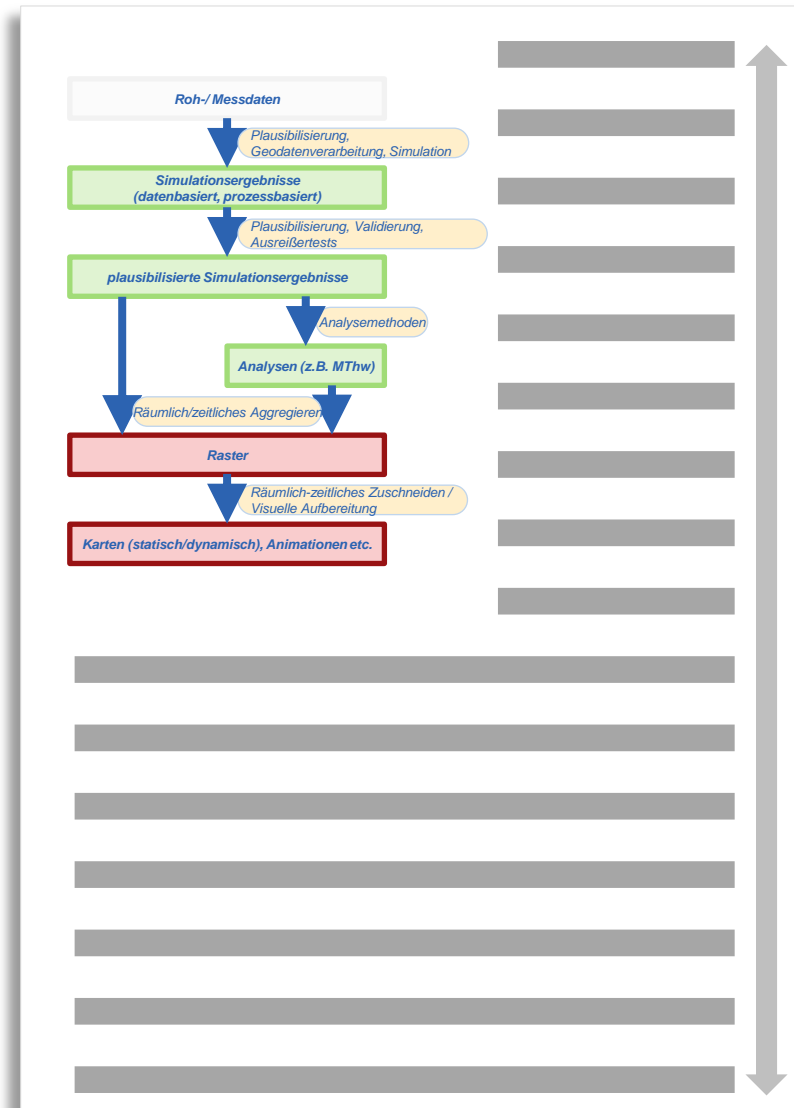 Roh-/ Messdaten
Plausibilisierung,
Geodatenverarbeitung, Simulation
Simulationsergebnisse
(datenbasiert, prozessbasiert)
Plausibilisierung, Validierung,
Ausreißertests
plausibilisierte Simulationsergebnisse
Analysemethoden
Analysen (z.B. MThw)
Räumlich/zeitliches Aggregieren
Raster
Räumlich-zeitliches Zuschneiden /
Visuelle Aufbereitung
Karten (statisch/dynamisch), Animationen etc.